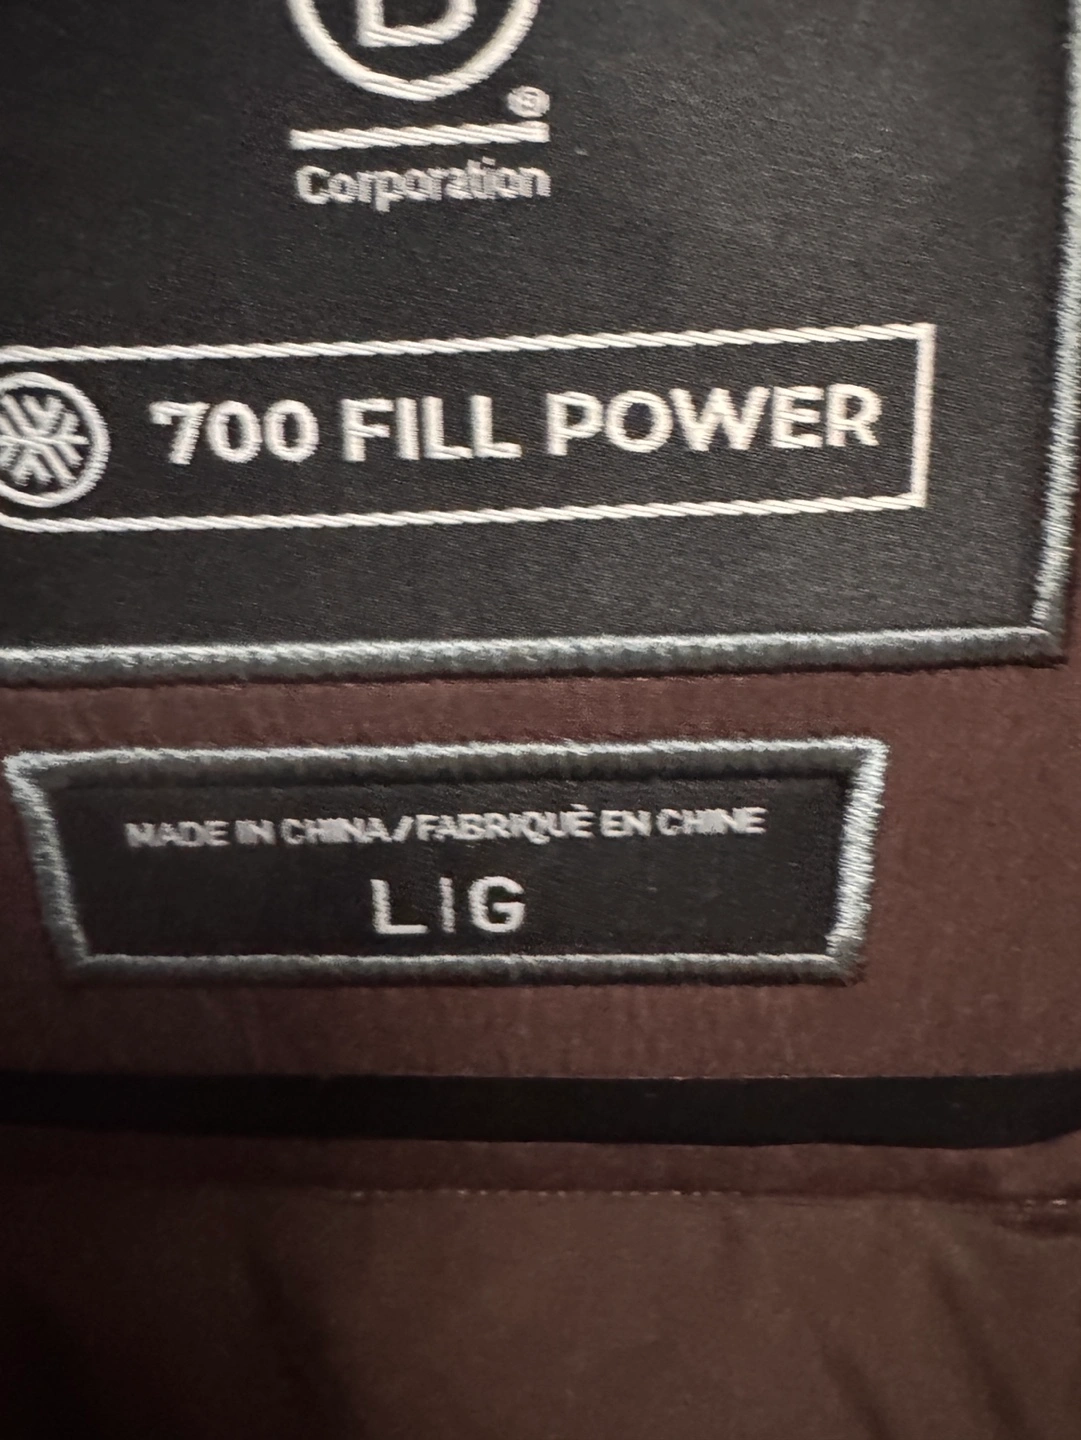 B
®
Corporation
700 FILL POWER
MADE IN CHINA/FABRIQUÈ EN CHINE
L|G